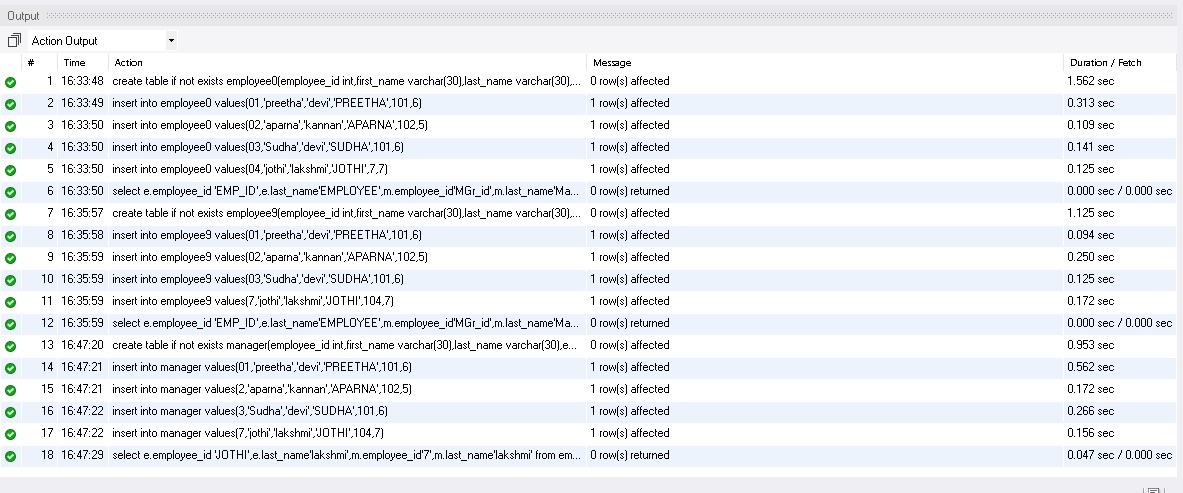 Output
Action Output
# Time Action Message Duration / Fetch
1 16:33:48 create table if not exists employee0(employee_id int,first_name varchar(30),last_name varchar(30),... 0 row(s) affected 1.562 sec
2 16:33:49 insert into employee0 values(01,'preetha','devi','PREETHA',101,6) 1 row(s) affected 0.313 sec
3 16:33:50 insert into employee0 values(02,'aparna','kannan','APARNA',102,5) 1 row(s) affected 0.109 sec
4 16:33:50 insert into employee0 values(03,'Sudha','devi','SUDHA',101,6) 1 row(s) affected 0.141 sec
5 16:33:50 insert into employee0 values(04,'jothi','lakshmi','JOTHI',7,7) 1 row(s) affected 0.125 sec
6 16:33:50 select e.employee_id 'EMP_ID',e.last_name'EMPLOYEE',m.employee_id'MGr_id',m.last_name'Ma... 0 row(s) returned 0.000 sec / 0.000 sec
7 16:35:57 create table if not exists employee9(employee_id int,first_name varchar(30),last_name varchar(30),... 0 row(s) affected 1.125 sec
8 16:35:58 insert into employee9 values(01,'preetha','devi','PREETHA',101,6) 1 row(s) affected 0.094 sec
9 16:35:59 insert into employee9 values(02,'aparna','kannan','APARNA',102,5) 1 row(s) affected 0.250 sec
10 16:35:59 insert into employee9 values(03,'Sudha','devi','SUDHA',101,6) 1 row(s) affected 0.125 sec
11 16:35:59 insert into employee9 values(7,'jothi','lakshmi','JOTHI',104,7) 1 row(s) affected 0.172 sec
12 16:35:59 select e.employee_id 'EMP_ID',e.last_name'EMPLOYEE',m.employee_id'MGr_id',m.last_name'Ma... 0 row(s) returned 0.000 sec / 0.000 sec
13 16:47:20 create table if not exists manager(employee_id int,first_name varchar(30),last_name varchar(30),e... 0 row(s) affected 0.953 sec
14 16:47:21 insert into manager values(01,'preetha','devi','PREETHA',101,6) 1 row(s) affected 0.562 sec
15 16:47:21 insert into manager values(2,'aparna','kannan','APARNA',102,5) 1 row(s) affected 0.172 sec
16 16:47:22 insert into manager values(3,'Sudha','devi','SUDHA',101,6) 1 row(s) affected 0.266 sec
17 16:47:22 insert into manager values(7,'jothi','lakshmi','JOTHI',104,7) 1 row(s) affected 0.156 sec
18 16:47:29 select e.employee_id 'JOTHI',e.last_name'lakshmi',m.employee_id'7',m.last_name'lakshmi' from em... 0 row(s) returned 0.047 sec / 0.000 sec